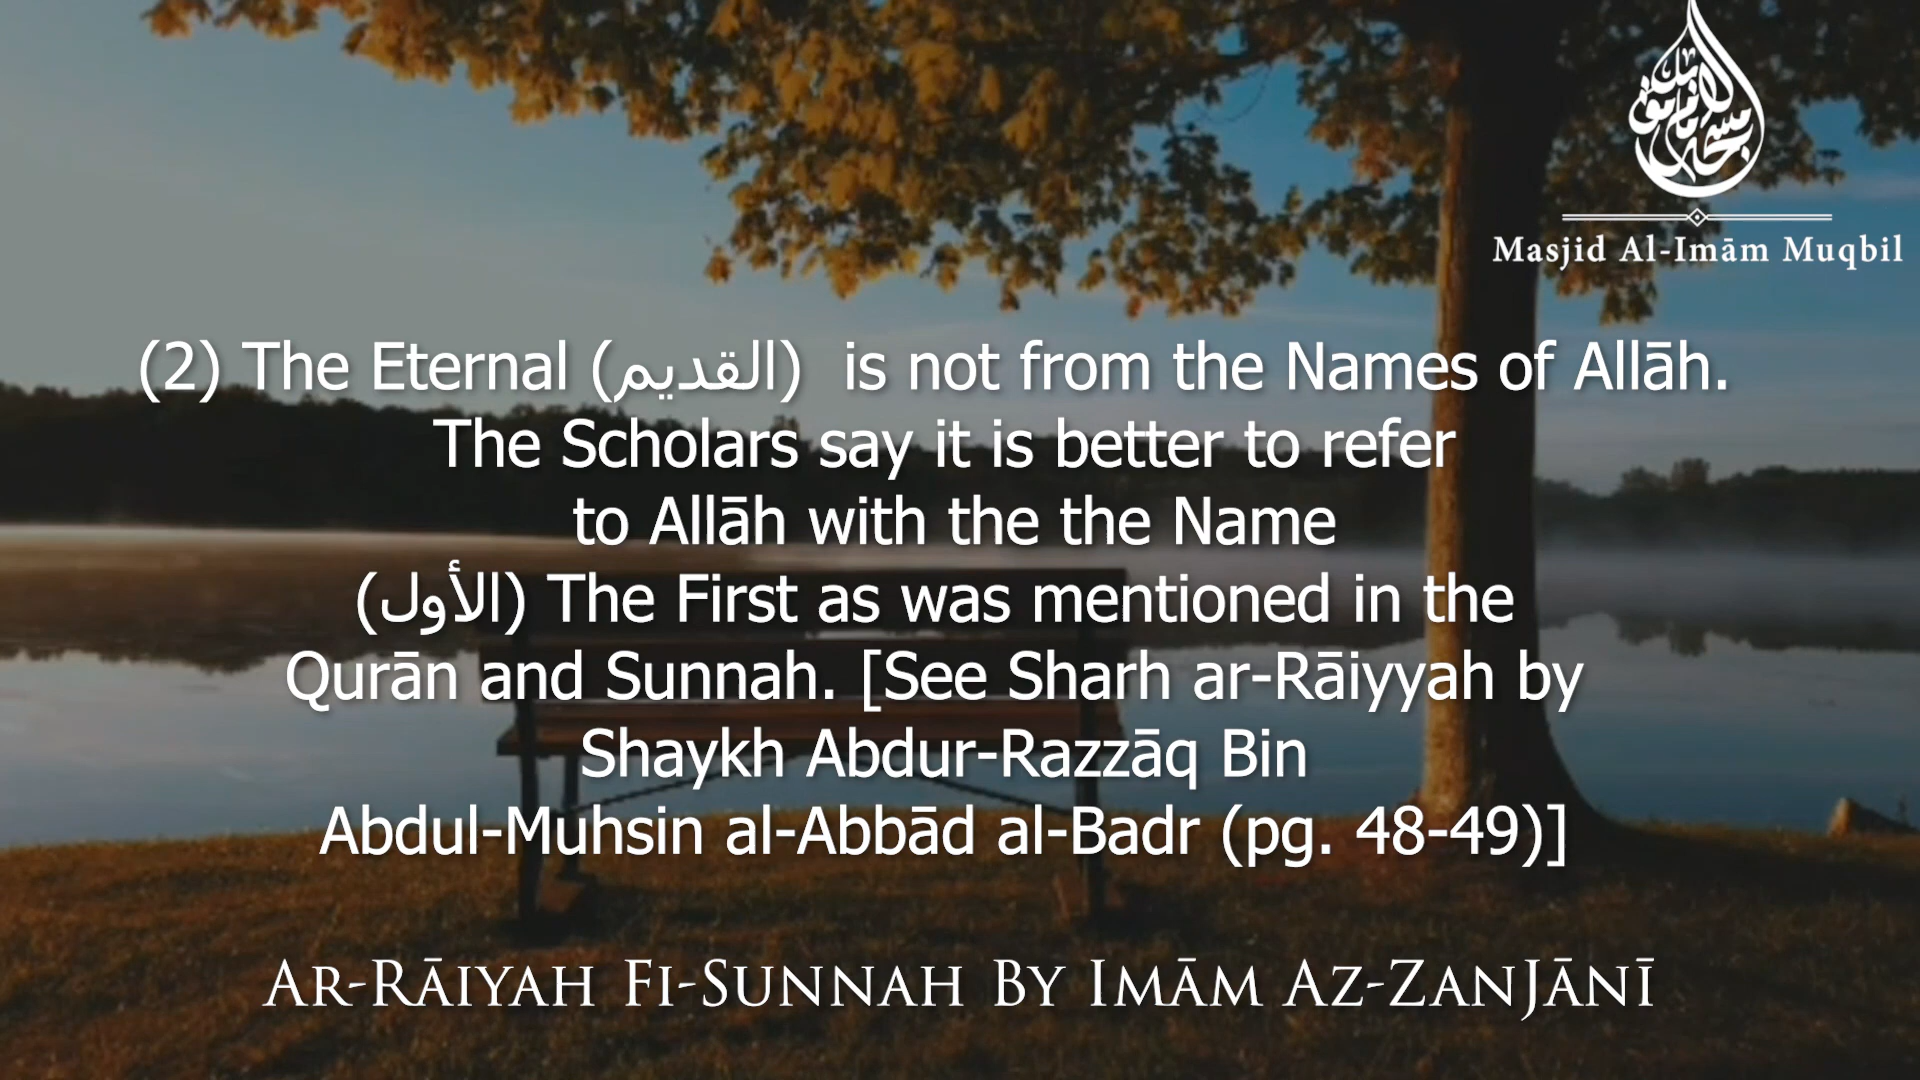 مسجد الإمام مقبل
Masjid Al-Imām Muqbil
(2) The Eternal (القديم) is not from the Names of Allāh.
The Scholars say it is better to refer
to Allāh with the the Name
(الأول) The First as was mentioned in the
Qurān and Sunnah. [See Sharh ar-Rāiyyah by
Shaykh Abdur-Razzāq Bin
Abdul-Muhsin al-Abbād al-Badr (pg. 48-49)]
Ar-Rāiyah Fi-Sunnah By Imām Az-ZanJānī